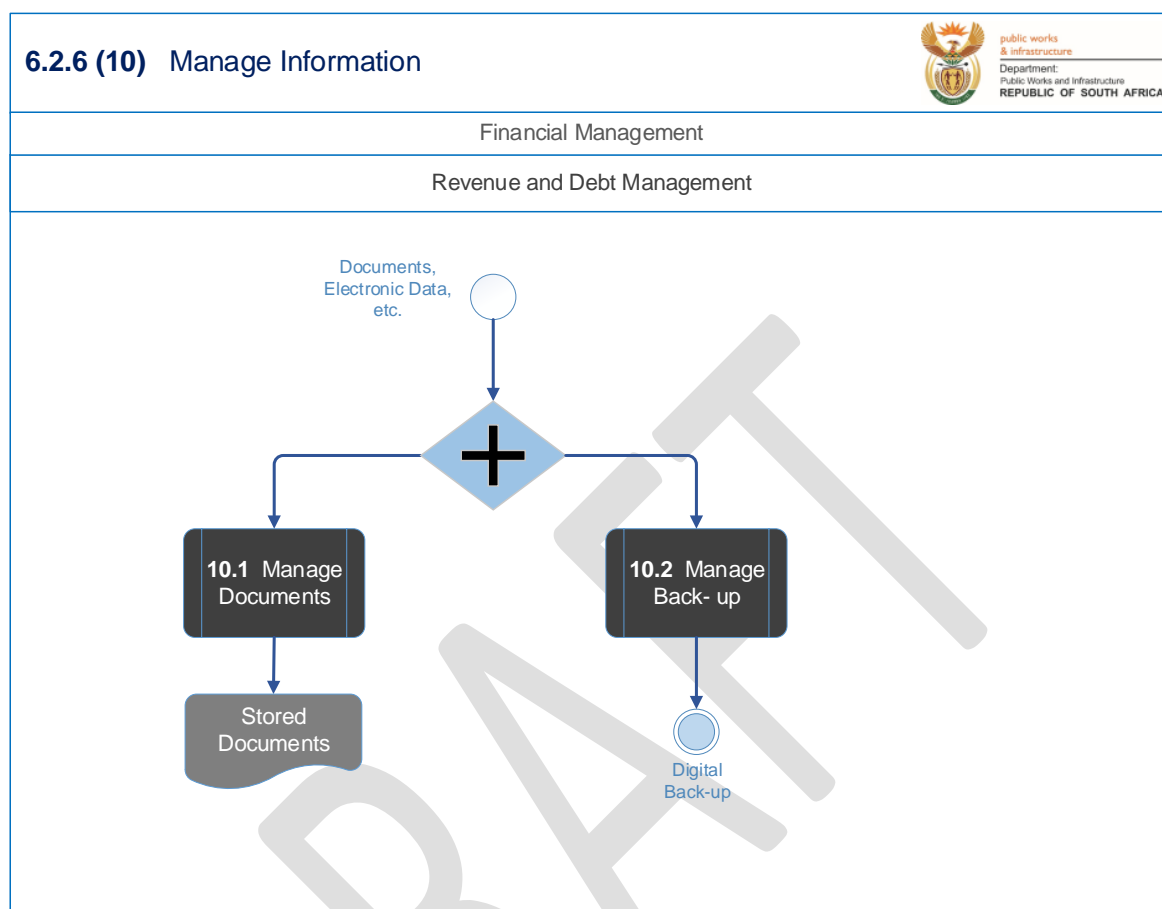 6.2.6 (10) Manage Information
public works
& infrastructure
Department:
Public Works and Infrastructure
REPUBLIC OF SOUTH AFRICA
Financial Management
Revenue and Debt Management
Documents,
Electronic Data,
etc.
10.1 Manage
Documents
10.2 Manage
Back- up
Stored
Documents
Digital
Back-up
DRAFT